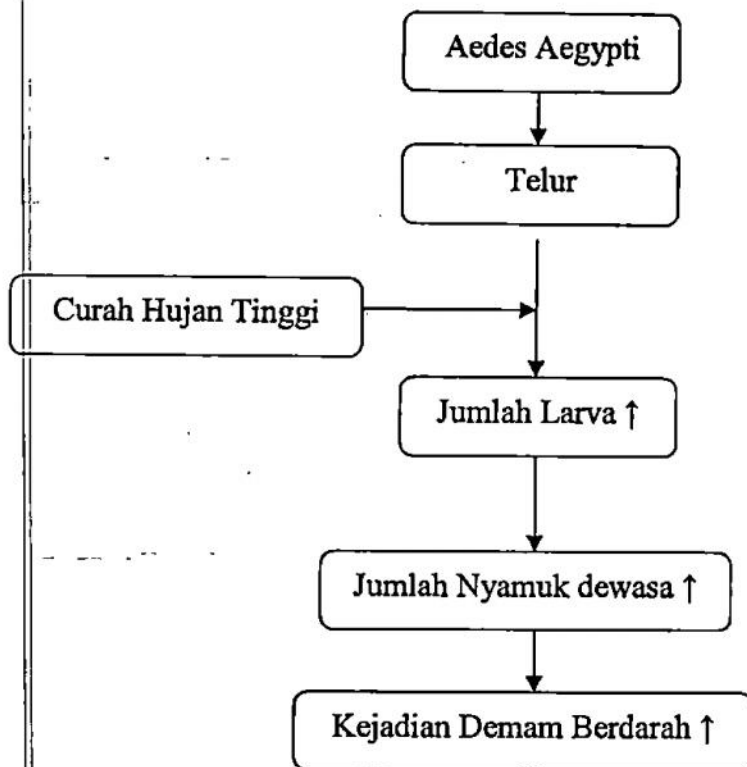 Aedes Aegypti
Telur
Curah Hujan Tinggi
Jumlah Larva ↑
Jumlah Nyamuk dewasa ↑
Kejadian Demam Berdarah ↑